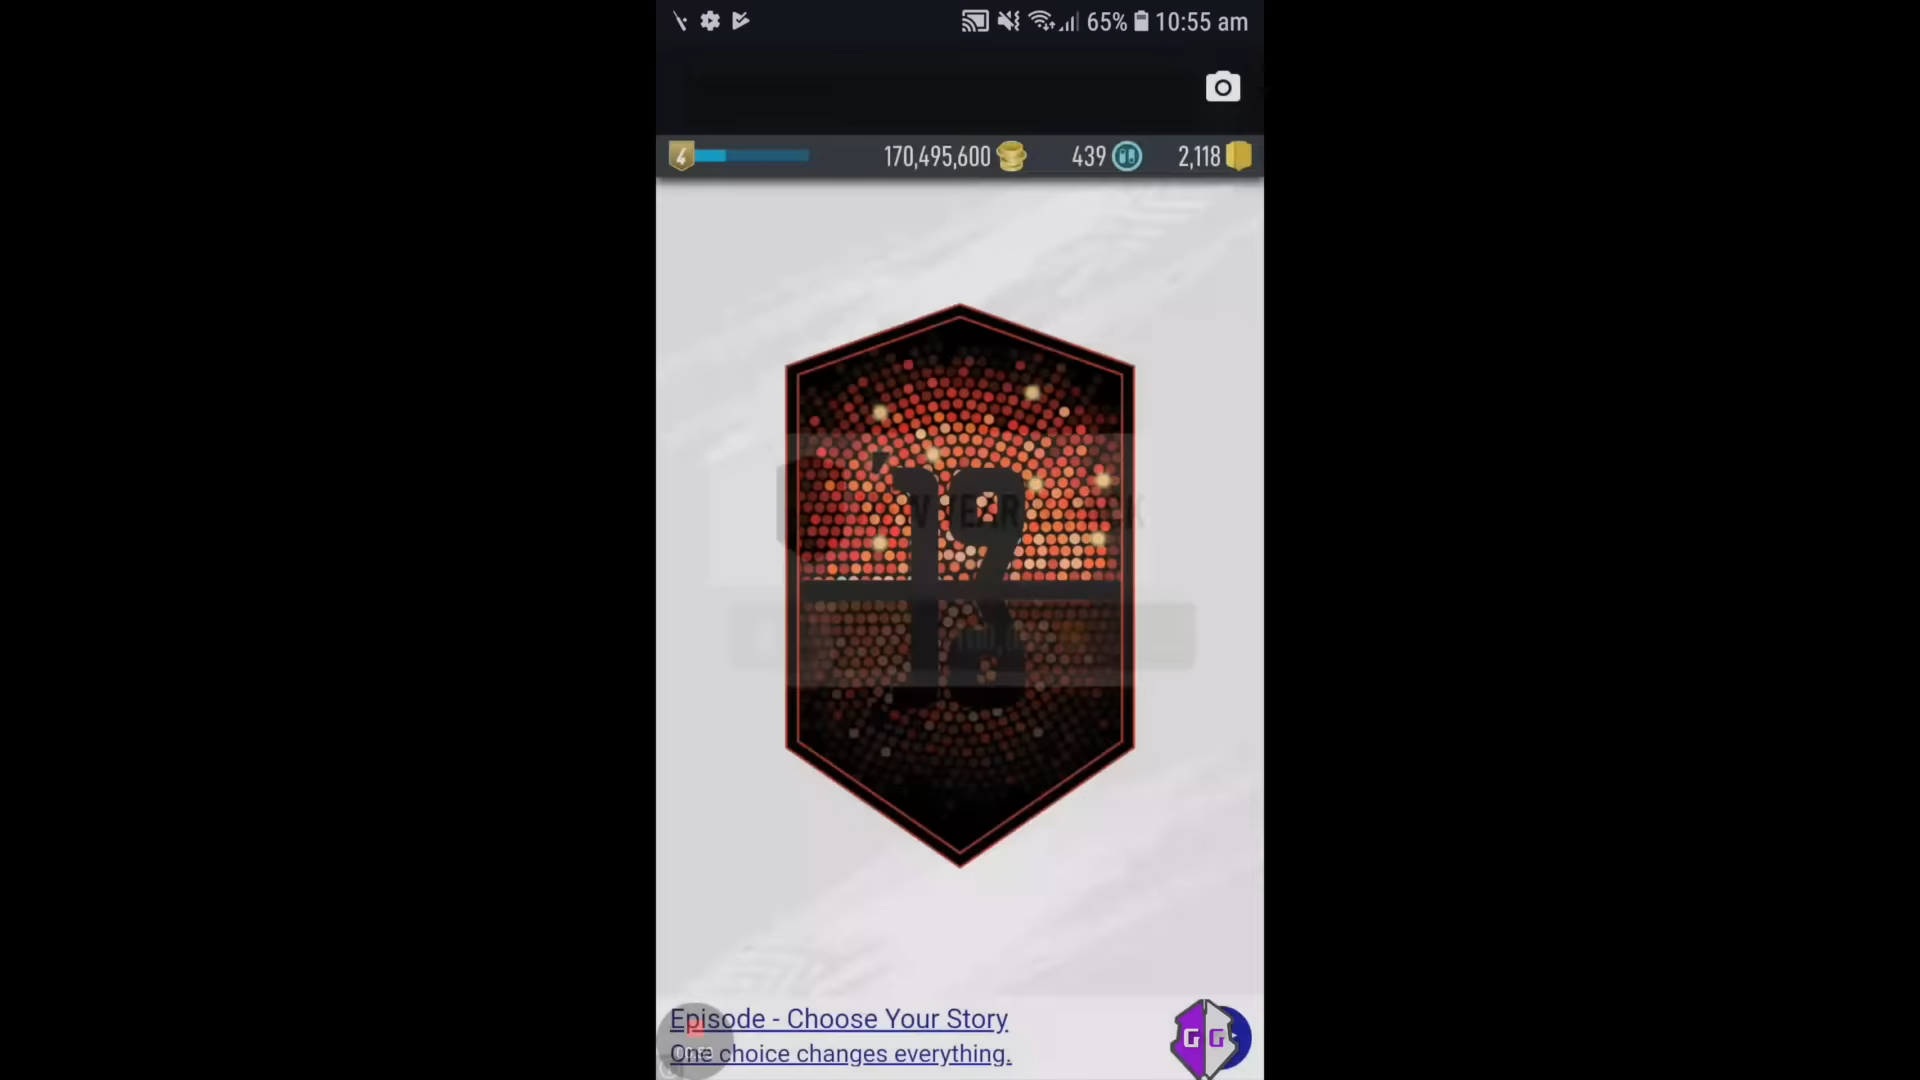 65% 10:55 am
4 170,495,600 439 2,118
'19
Episode - Choose Your Story
One choice changes everything.
G G